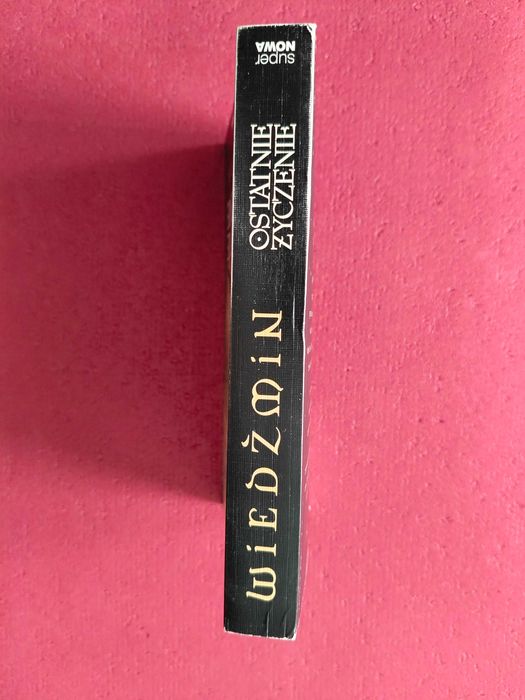 WiEDŹMiN
OSTATNIE
ŻYCZENIE
super
NOWA